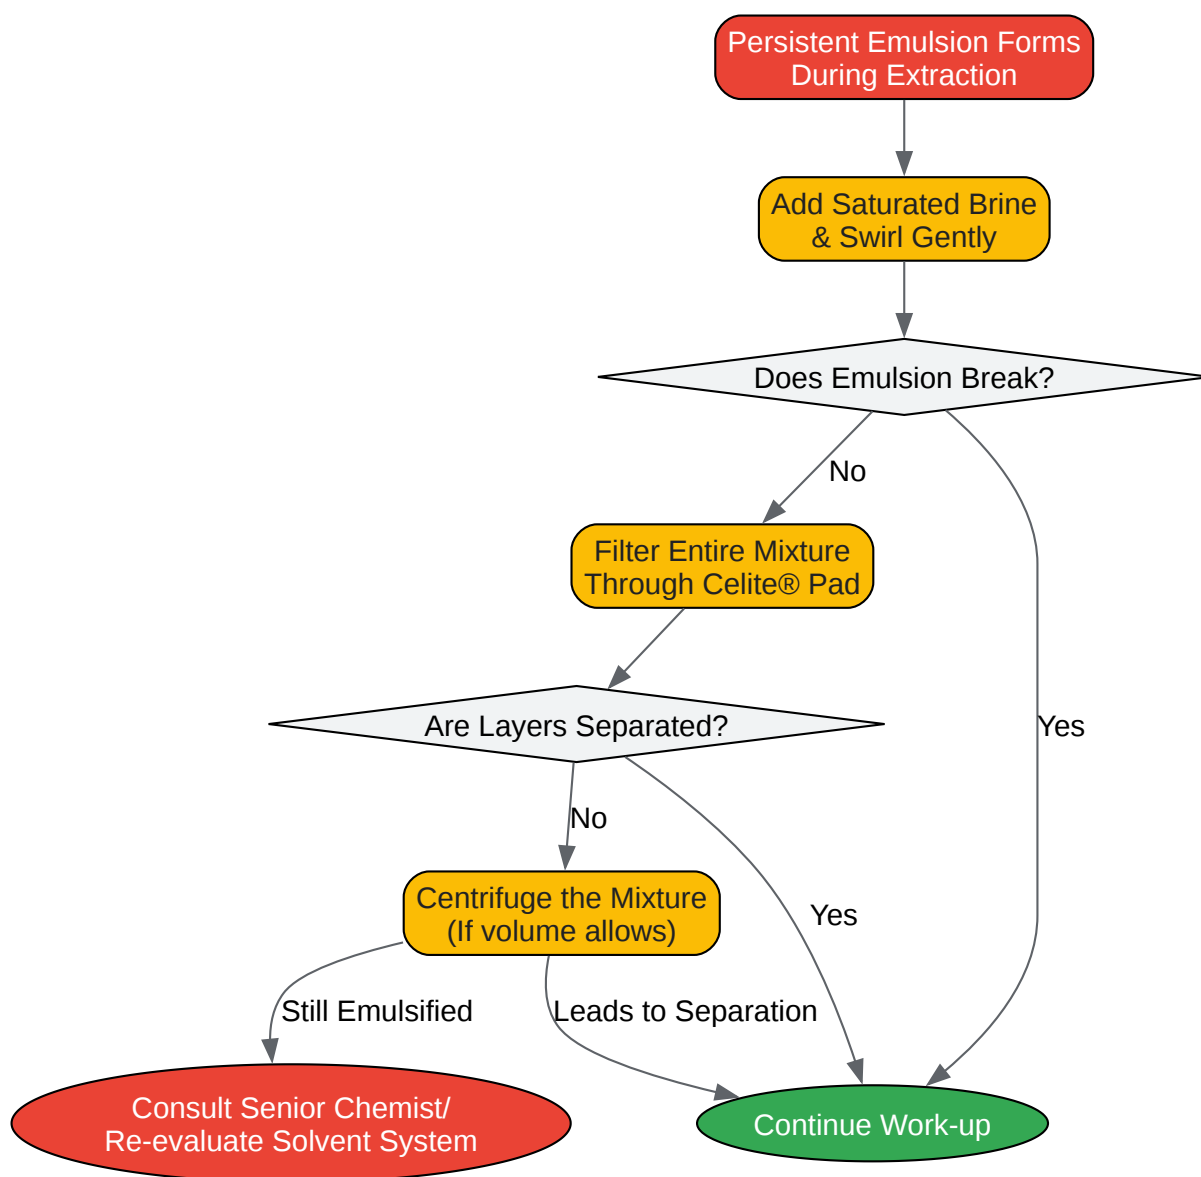 Persistent Emulsion Forms
During Extraction
Add Saturated Brine
& Swirl Gently
Does Emulsion Break?
No
Yes
Filter Entire Mixture
Through Celite® Pad
Are Layers Separated?
No
Yes
Centrifuge the Mixture
(If volume allows)
Still Emulsified
Leads to Separation
Consult Senior Chemist/
Re-evaluate Solvent System
Continue Work-up